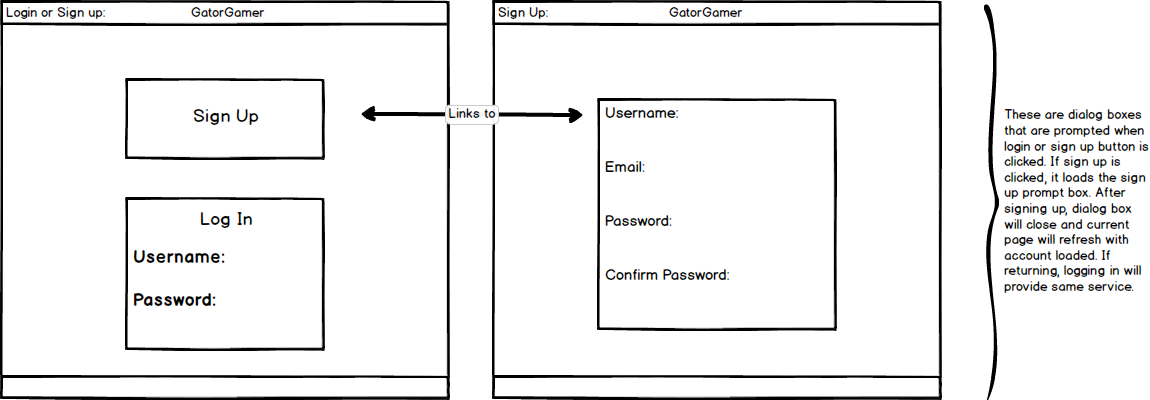 Login or Sign up:
GatorGamer
Sign Up
Log In
Username:
Password:
Links to
Sign Up:
GatorGamer
Username:
Email:
Password:
Confirm Password:
These are dialog boxes
that are prompted when
login or sign up button is
clicked. If sign up is
clicked, it loads the sign
up prompt box. After
signing up, dialog box
will close and current
page will refresh with
account loaded. If
returning, logging in will
provide same service.